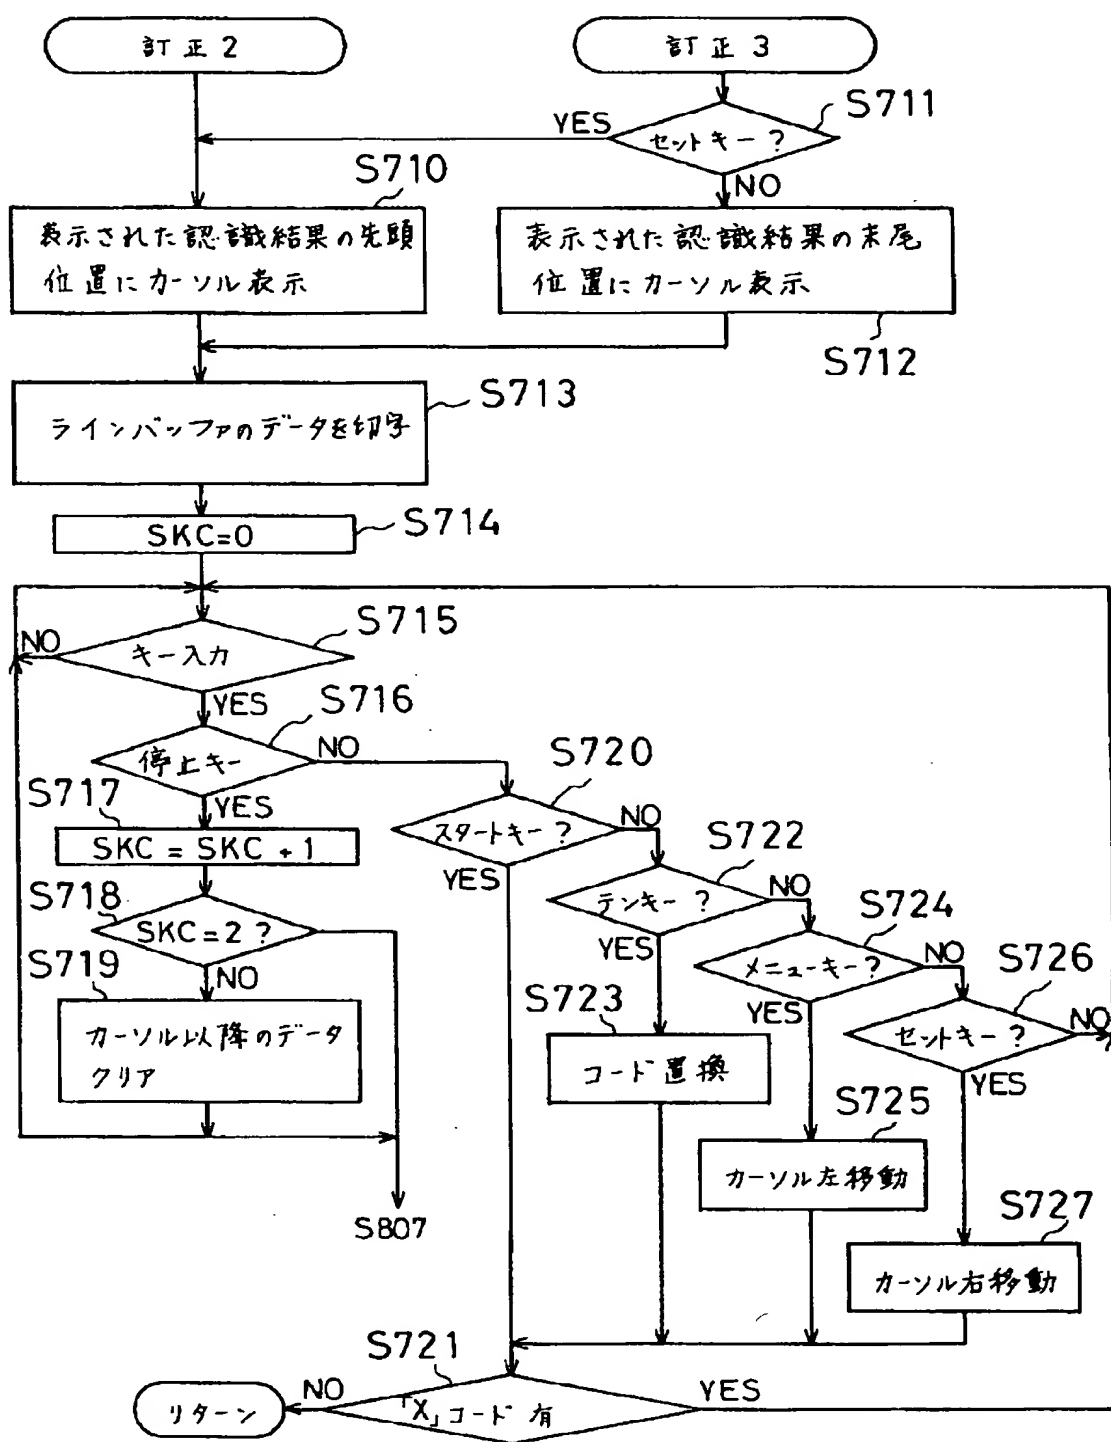 訂正2
訂正3
S711
セットキー?
YES
NO
S710
表示された認識結果の先頭
位置にカーソル表示
表示された認識結果の末尾
位置にカーソル表示
S712
S713
ラインバッファのデータを印字
S714
SKC=0
S715
キー入力
NO
YES
S716
停止キー
NO
YES
S717
SKC = SKC + 1
S718
SKC=2?
NO
S719
カーソル以降のデータ
クリア
S807
S720
スタートキー?
NO
YES
S722
テンキー?
NO
YES
S723
コード置換
S724
メニューキー?
NO
YES
S725
カーソル左移動
S726
セットキー?
NO
YES
S727
カーソル右移動
S721
「X」コード有
NO
YES
リターン